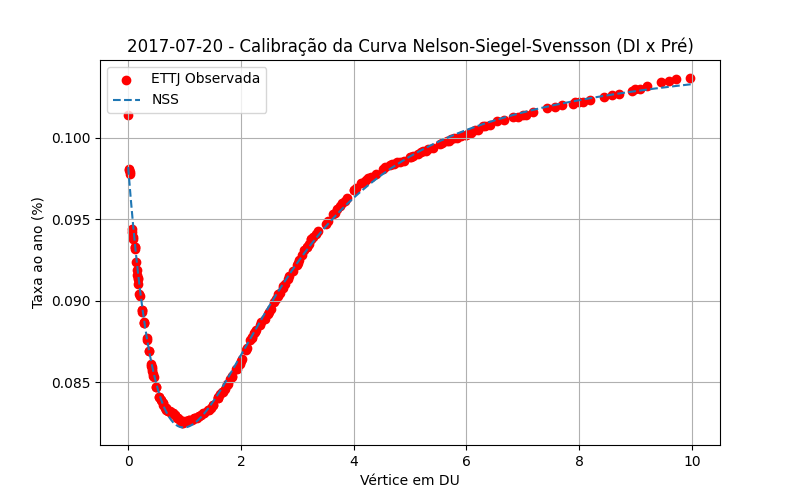 2017-07-20 - Calibração da Curva Nelson-Siegel-Svensson (DI x Pré)
ETTJ Observada
NSS
Taxa ao ano (%)
0.100
0.095
0.090
0.085
0
2
4
6
8
10
Vértice em DU